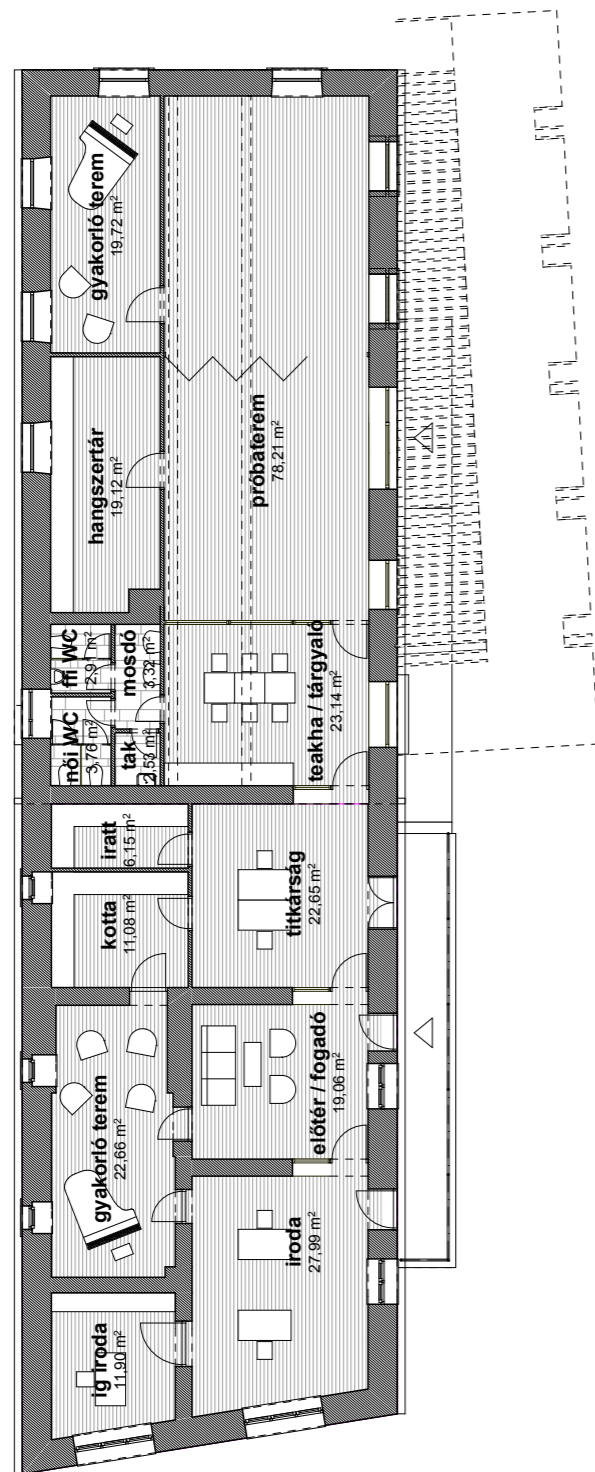 gyakorló terem
19,72 m²
hangszertár
19,12 m²
próbaterem
78,21 m²
ffi WC
2,91 m²
mosdó
3,32 m²
női WC
3,76 m²
tak
2,53 m²
teakha / tárgyaló
23,14 m²
iratt
6,15 m²
titkárság
22,65 m²
kotta
11,08 m²
gyakorló terem
22,66 m²
előtér / fogadó
19,06 m²
iroda
27,99 m²
ig iroda
11,90 m²